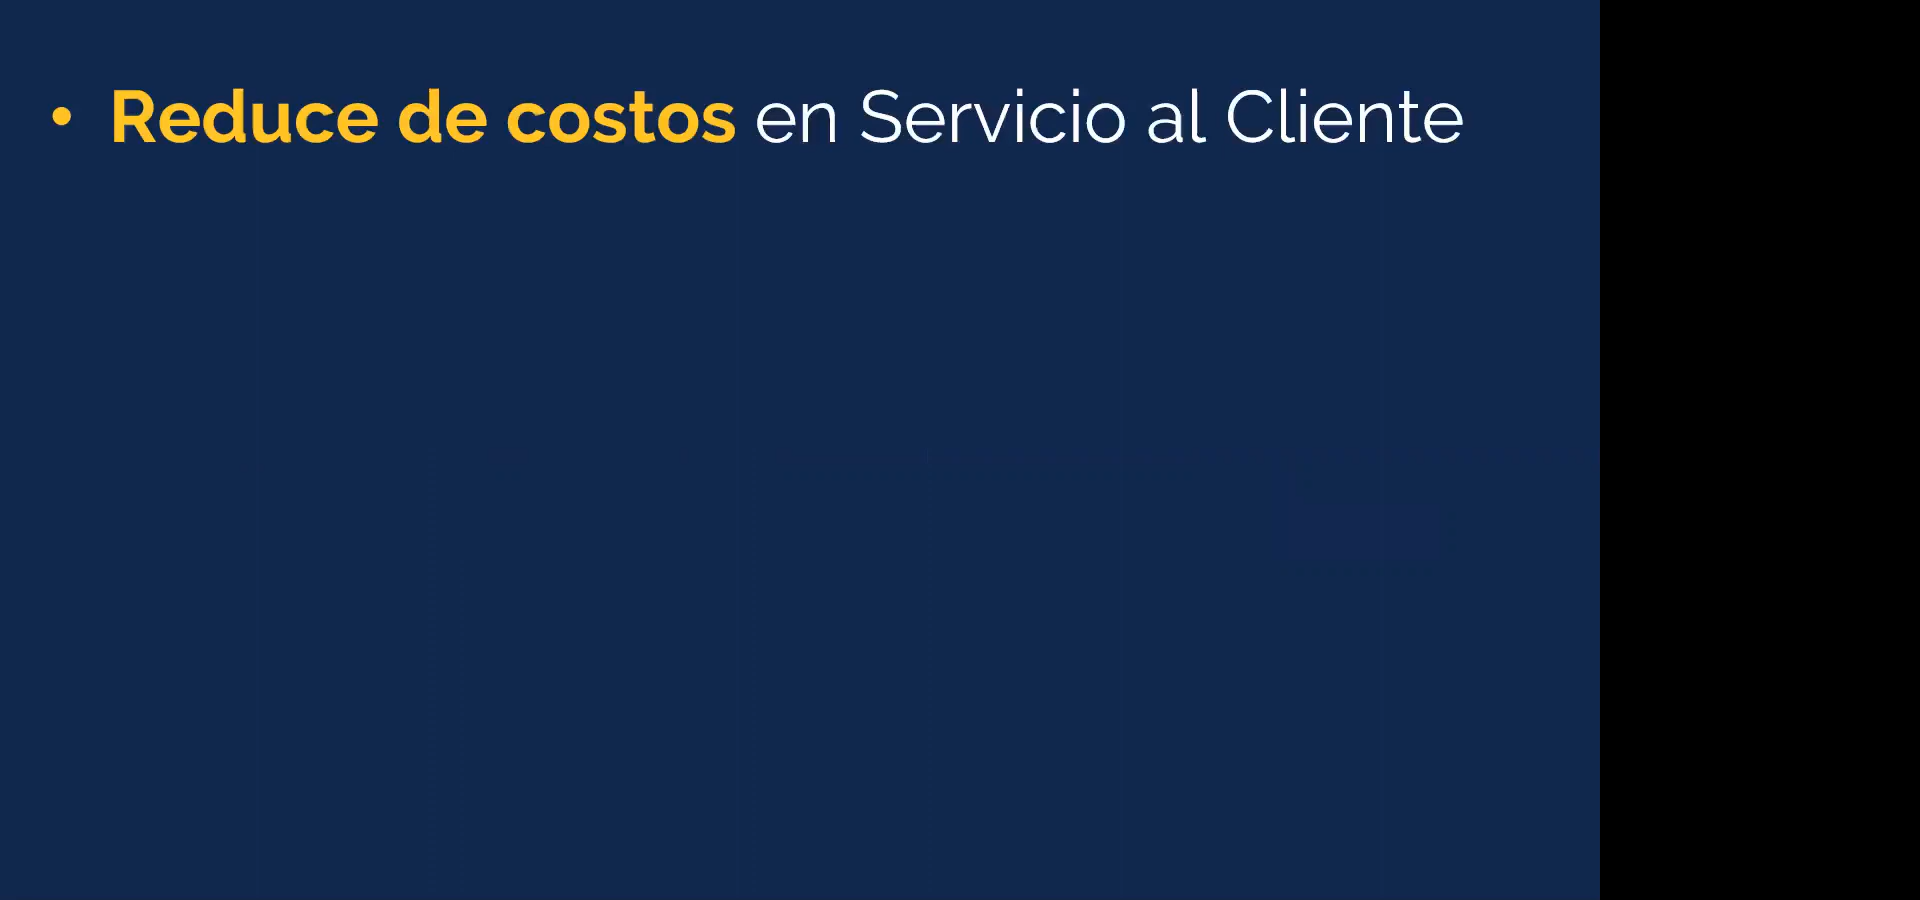 • Reduce de costos en Servicio al Cliente